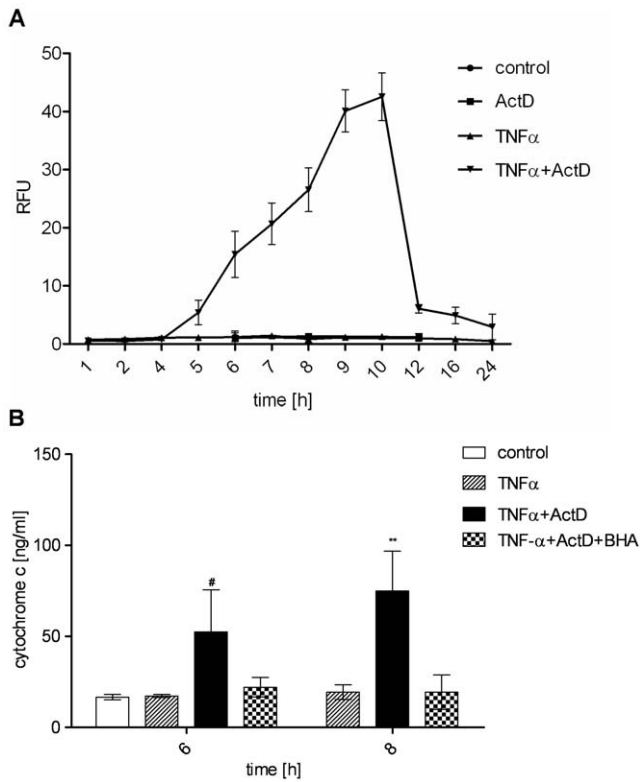 A
50
40
30
20
10
0
RFU
1 2 4 5 6 7 8 9 10 12 16 24
time [h]
control
ActD
TNFα
TNFα+ActD
B
150
100
50
0
cytochrome c [ng/ml]
#
**
6 8
time [h]
control
TNFα
TNFα+ActD
TNF-α+ActD+BHA